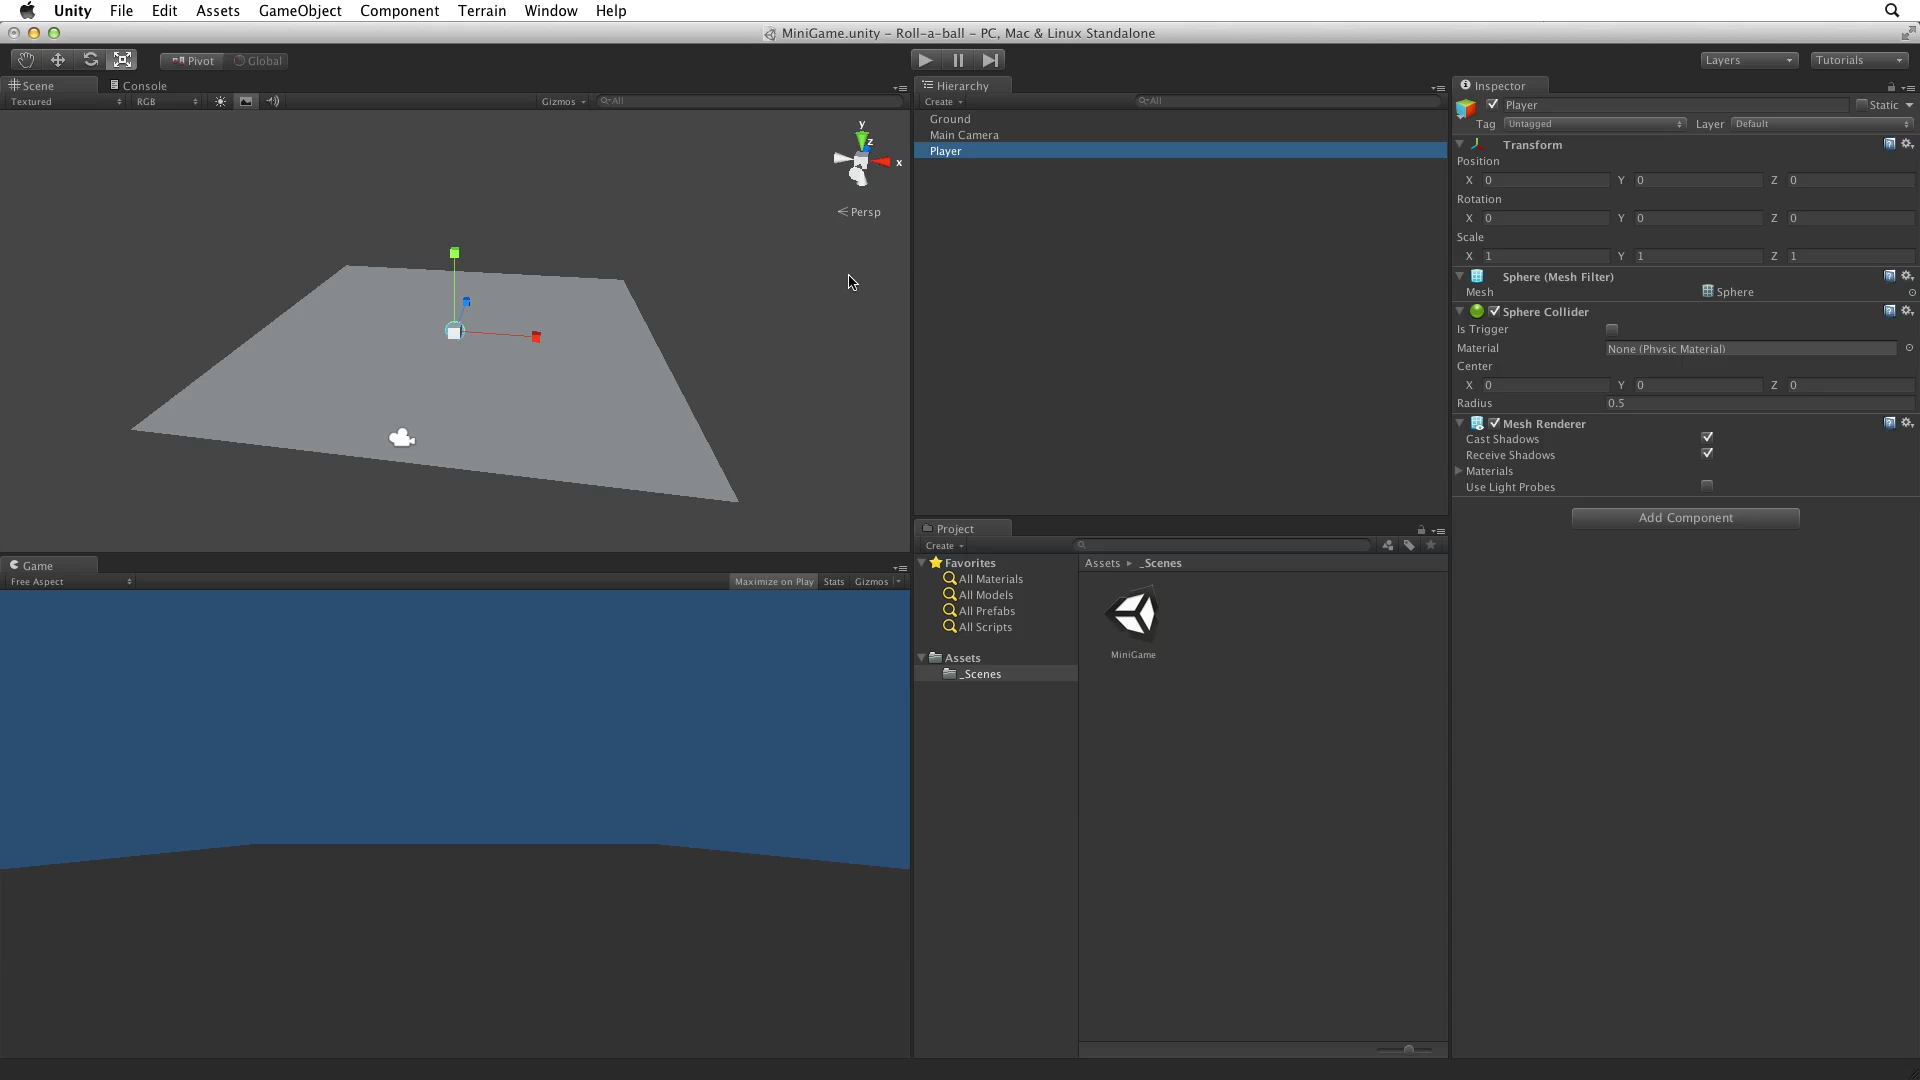 Unity File Edit Assets GameObject Component Terrain Window Help
MiniGame.unity – Roll-a-ball – PC, Mac & Linux Standalone
Pivot Global Layers Tutorials
Scene Console
Textured RGB Gizmos All
y
z
x
Persp
Game
Free Aspect Maximize on Play Stats Gizmos
Hierarchy
Create All
Ground
Main Camera
Player
Project
Create
Favorites
All Materials
All Models
All Prefabs
All Scripts
Assets
_Scenes
Assets _Scenes
MiniGame
Inspector
Player Static
Tag Untagged Layer Default
Transform
Position
X 0 Y 0 Z 0
Rotation
X 0 Y 0 Z 0
Scale
X 1 Y 1 Z 1
Sphere (Mesh Filter)
Mesh Sphere
Sphere Collider
Is Trigger
Material None (Physic Material)
Center
X 0 Y 0 Z 0
Radius 0.5
Mesh Renderer
Cast Shadows
Receive Shadows
Materials
Use Light Probes
Add Component